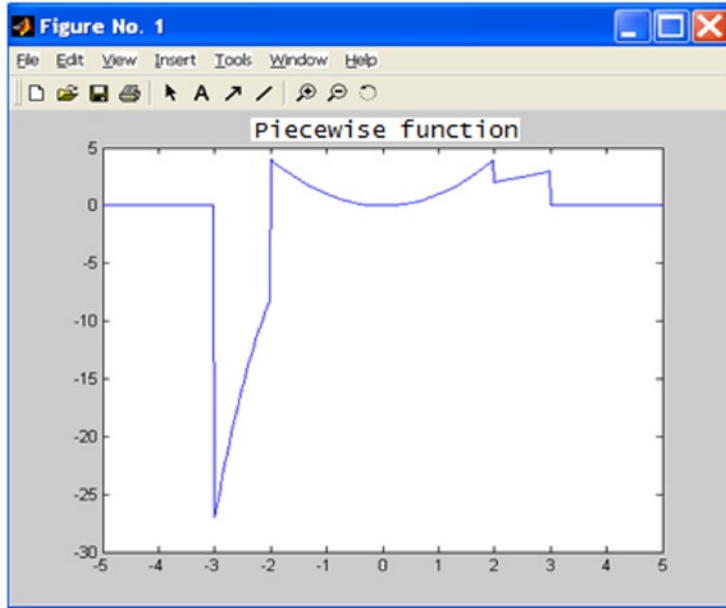 Figure No. 1
File Edit View Insert Tools Window Help
A
Piecewise function
5
0
-5
-10
-15
-20
-25
-30
-5 -4 -3 -2 -1 0 1 2 3 4 5